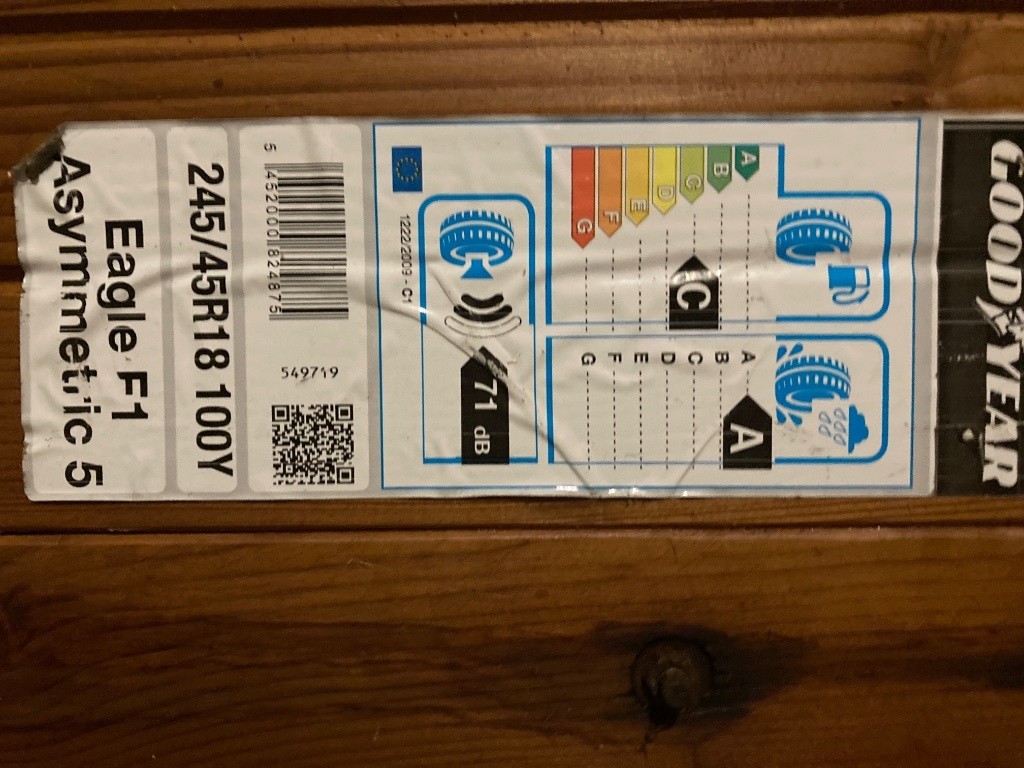 GOODYEAR
A
B
C
D
E
F
G
C
A
B
C
D
E
F
G
A
71 dB
1222/2009 - C1
5 452000 824875
549719
245/45R18 100Y
Eagle F1
Asymmetric 5